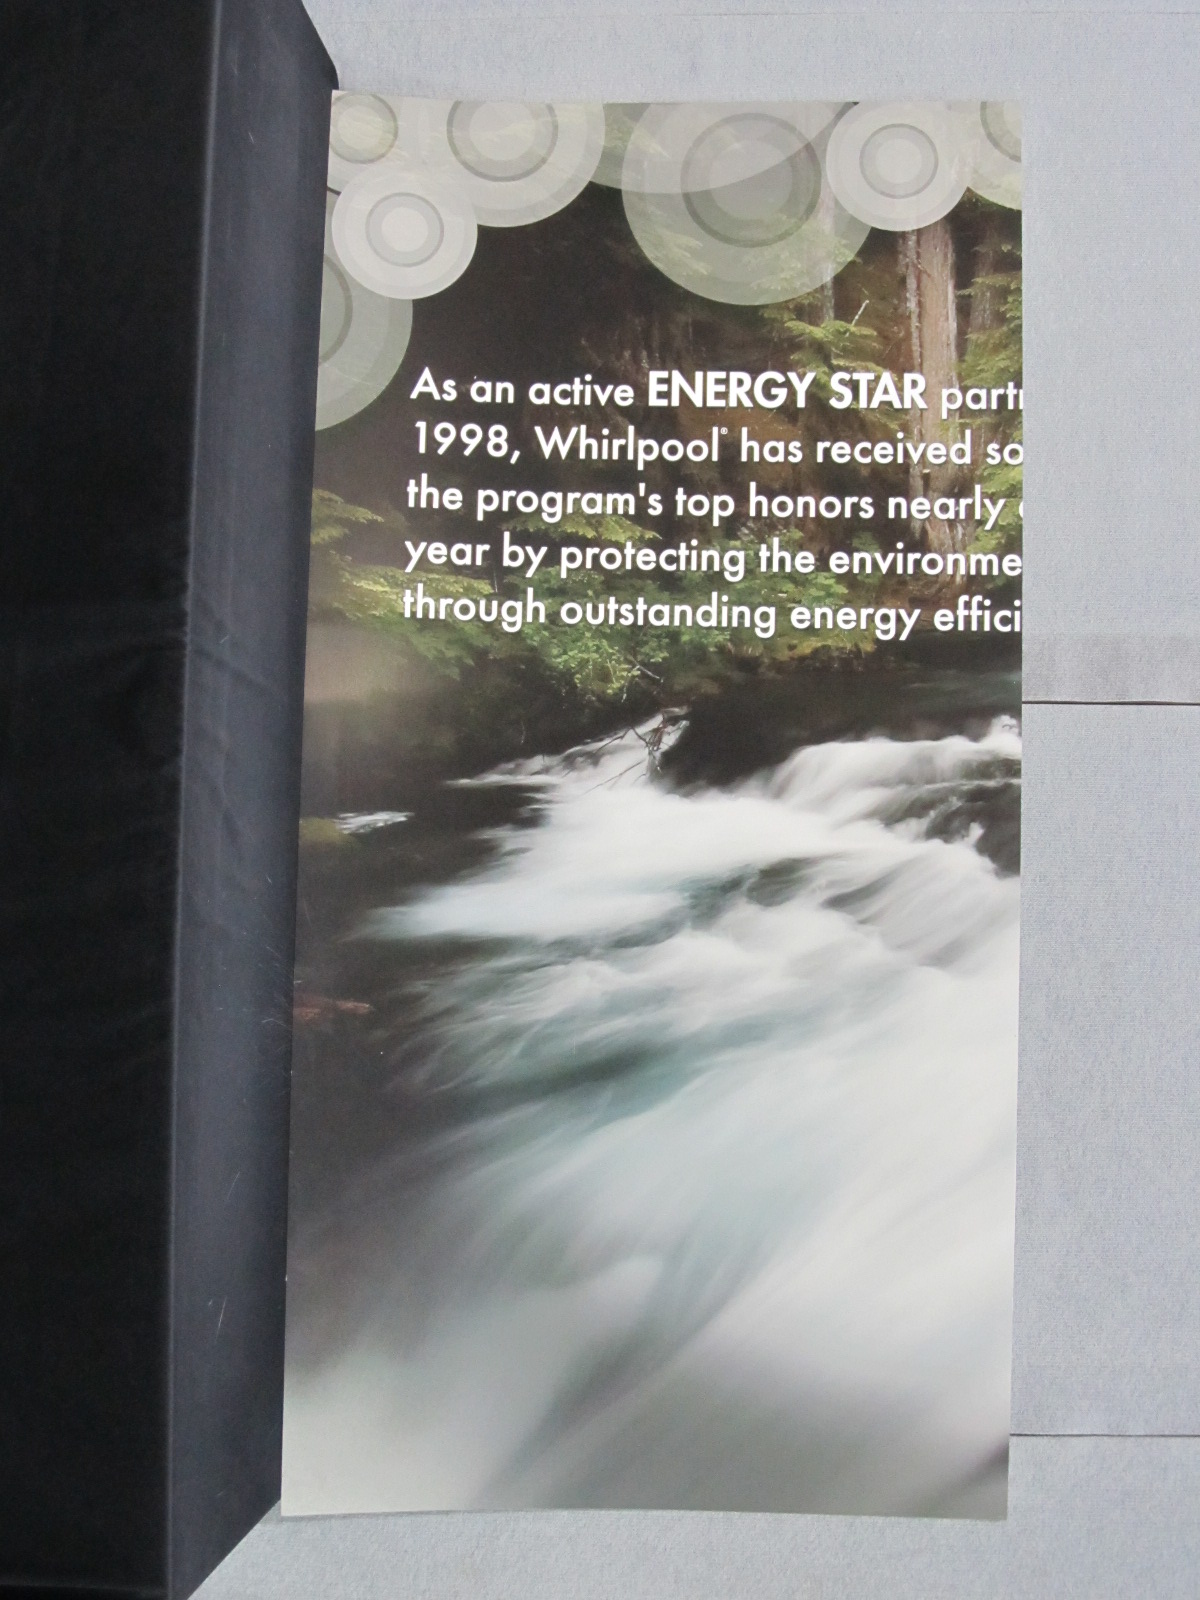 As an active ENERGY STAR partn
1998, Whirlpool® has received so
the program's top honors nearly
year by protecting the environme
through outstanding energy effici